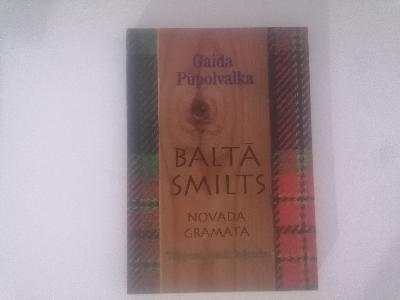 Gaida
Pūpolvalka
BALTĀ
SMILTS
NOVADA
GRĀMATA